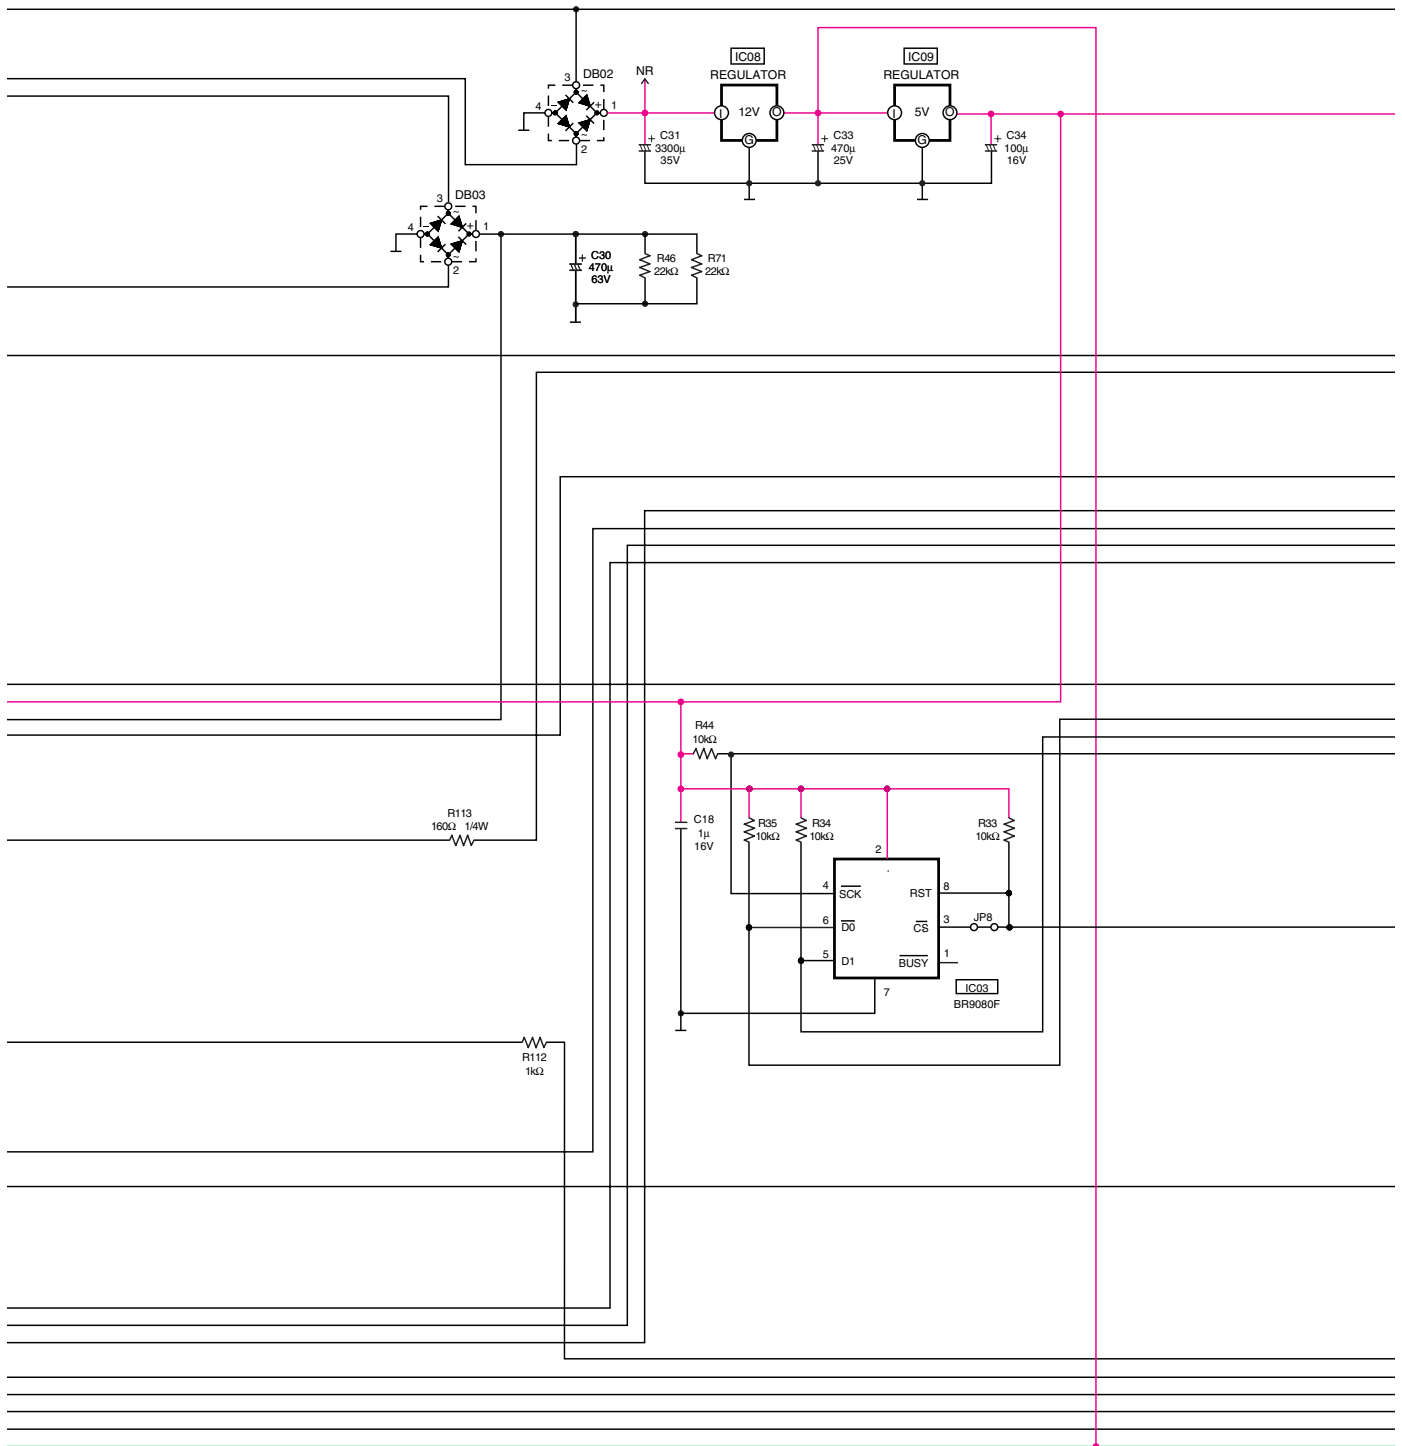 IC08
REGULATOR
12V
I
O
G
IC09
REGULATOR
5V
I
O
G
NR
DB02
3
4
1
2
− ~ + ~
+ C31
3300μ
35V
+ C33
470μ
25V
+ C34
100μ
16V
DB03
3
4
1
2
− ~ + ~
+ C30
470μ
63V
R46
22kΩ
R71
22kΩ
R44
10kΩ
R113
160Ω 1/4W
C18
1μ
16V
R35
10kΩ
R34
10kΩ
R33
10kΩ
2
4 SCK
RST 8
6 D0
CS 3
JP8
5 D1
BUSY 1
7
IC03
BR9080F
R112
1kΩ